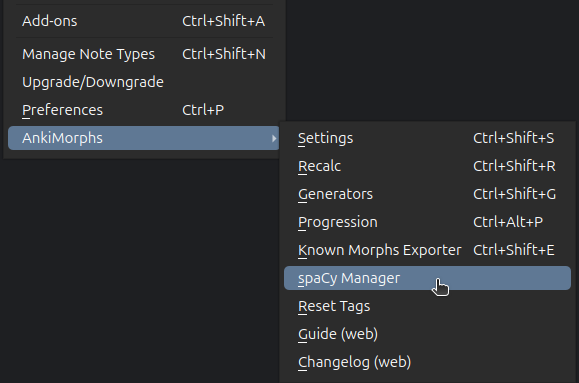 Add-ons Ctrl+Shift+A
Manage Note Types Ctrl+Shift+N
Upgrade/Downgrade
Preferences Ctrl+P
AnkiMorphs
Settings Ctrl+Shift+S
Recalc Ctrl+Shift+R
Generators Ctrl+Shift+G
Progression Ctrl+Alt+P
Known Morphs Exporter Ctrl+Shift+E
spaCy Manager
Reset Tags
Guide (web)
Changelog (web)